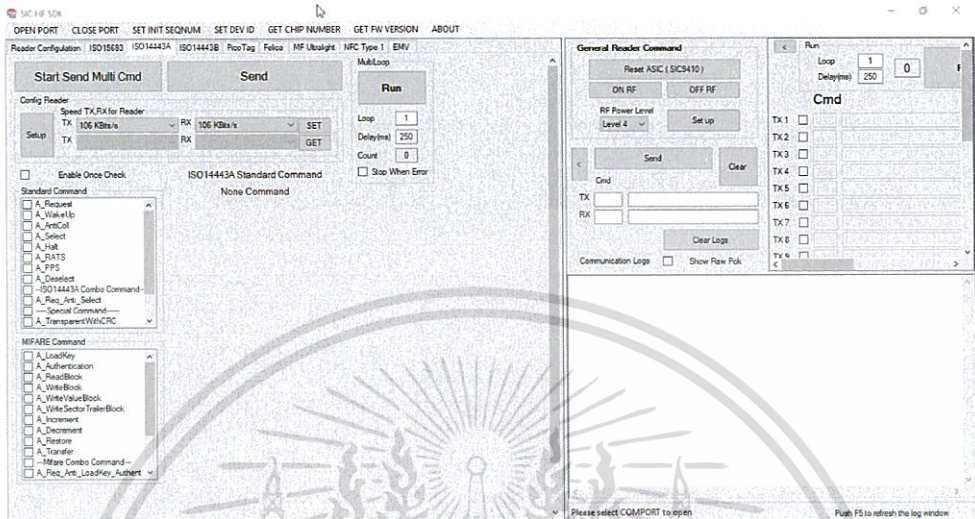 SIC HF SDK
OPEN PORT CLOSE PORT SET INIT SEQNUM SET DEV ID GET CHIP NUMBER GET FW VERSION ABOUT
Reader Configulation ISO15693 ISO14443A ISO14443B PicoTag Felica MF Ultralight NFC Type 1 EMV
Start Send Multi Cmd
Send
MultiLoop
Run
Loop 1
Delay(ms) 250
Count 0
Stop When Error
Config Reader
Speed TX,RX for Reader
Setup
TX 106 KBits/s RX 106 KBits/s SET
TX RX GET
Enable Once Check
ISO14443A Standard Command
None Command
Standard Command
A_Request
A_WakeUp
A_AntiColl
A_Select
A_Halt
A_RATS
A_PPS
A_Deselect
--ISO14443A Combo Command--
A_Req_Anti_Select
----Special Command-----
A_TransparentWithCRC
MIFARE Command
A_LoadKey
A_Authentication
A_ReadBlock
A_WriteBlock
A_WriteValueBlock
A_WriteSectorTrailerBlock
A_Increment
A_Decrement
A_Restore
A_Transfer
--Mifare Combo Command--
A_Req_Anti_LoadKey_Authent
General Reader Command
Reset ASIC ( SIC9410 )
ON RF OFF RF
RF Power Level
Level 4 Set up
< Send Clear
Cmd
TX
RX
Clear Logs
Communication Logs Show Raw Pck
< Run
Loop 1
Delay(ms) 250
0
Cmd
TX 1
TX 2
TX 3
TX 4
TX 5
TX 6
TX 7
TX 8
TX 9
Please select COMPORT to open
Push F5 to refresh the log window